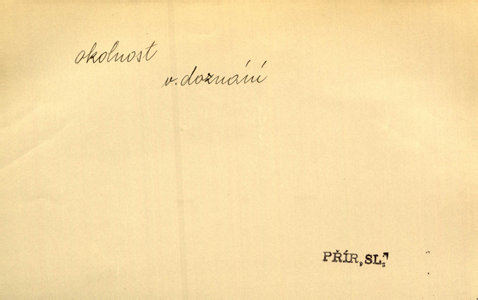 okolnost
v. doznání
PŘÍR. SL.